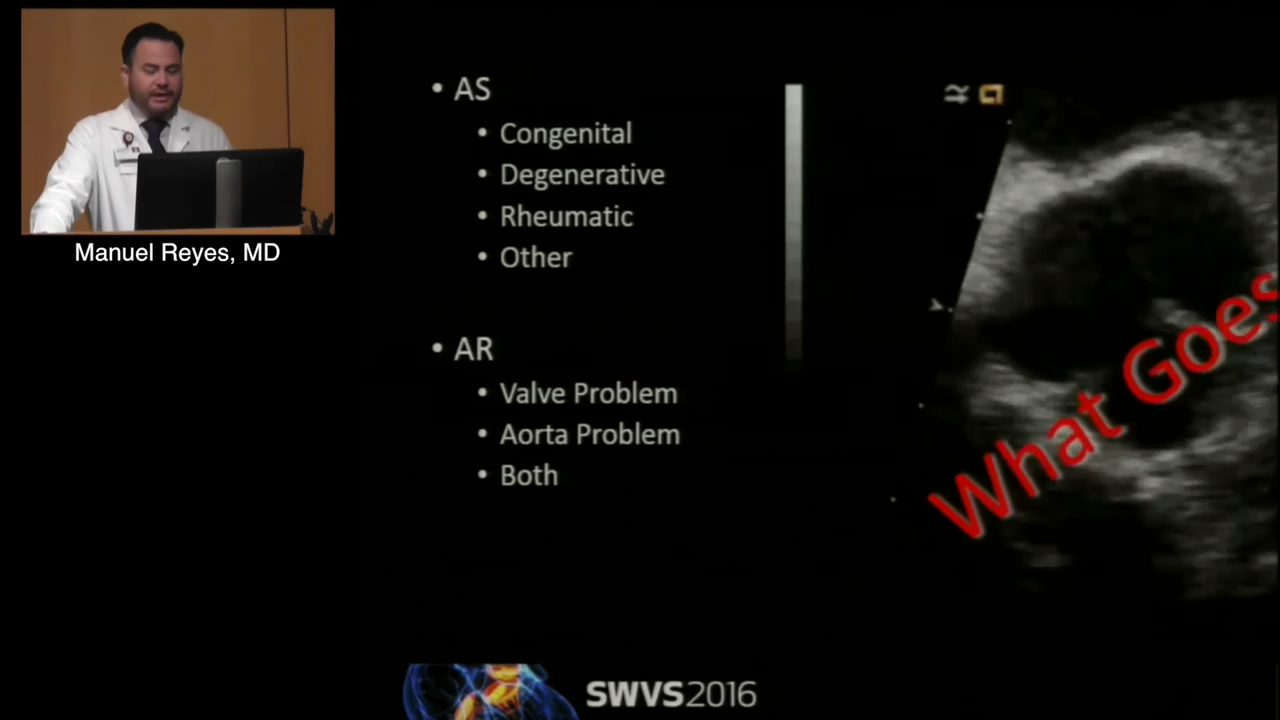 Manuel Reyes, MD
• AS
• Congenital
• Degenerative
• Rheumatic
• Other
• AR
• Valve Problem
• Aorta Problem
• Both
What Goes
SWVS2016